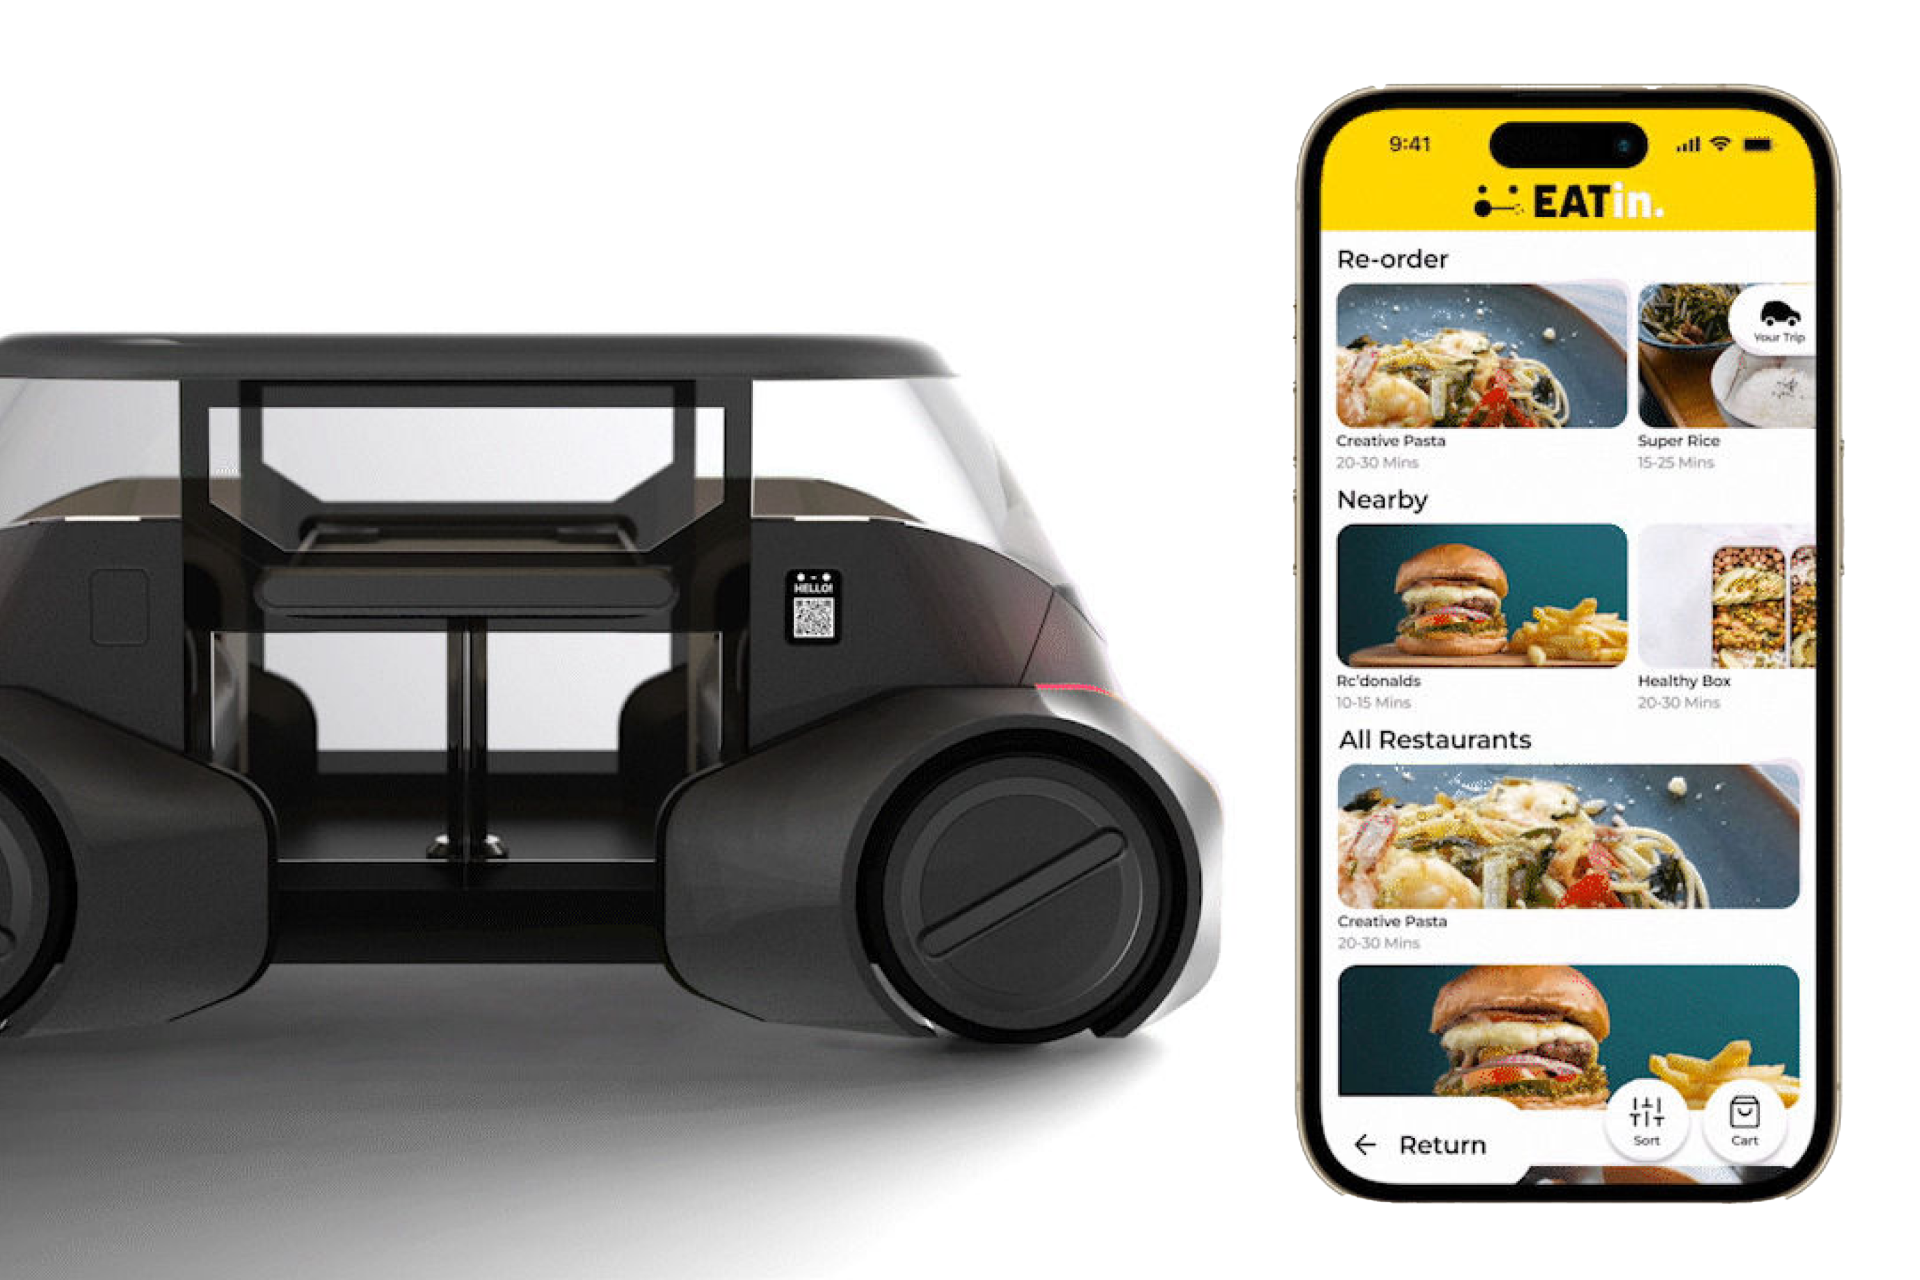 HELLO!
9:41
EATin.
Re-order
Your Trip
Creative Pasta
20-30 Mins
Super Rice
15-25 Mins
Nearby
Rc'donalds
10-15 Mins
Healthy Box
20-30 Mins
All Restaurants
Creative Pasta
20-30 Mins
← Return
Sort
Cart